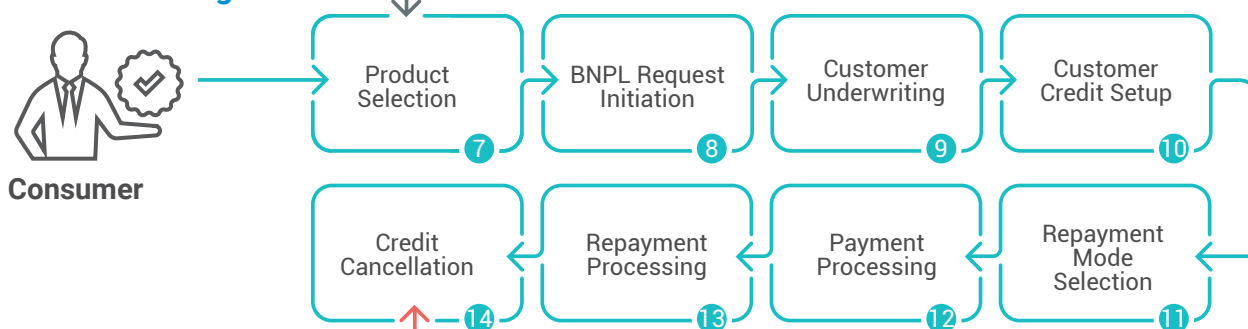 Product
Selection
7
BNPL Request
Initiation
8
Customer
Underwriting
9
Customer
Credit Setup
10
Consumer
Credit
Cancellation
14
Repayment
Processing
13
Payment
Processing
12
Repayment
Mode
Selection
11